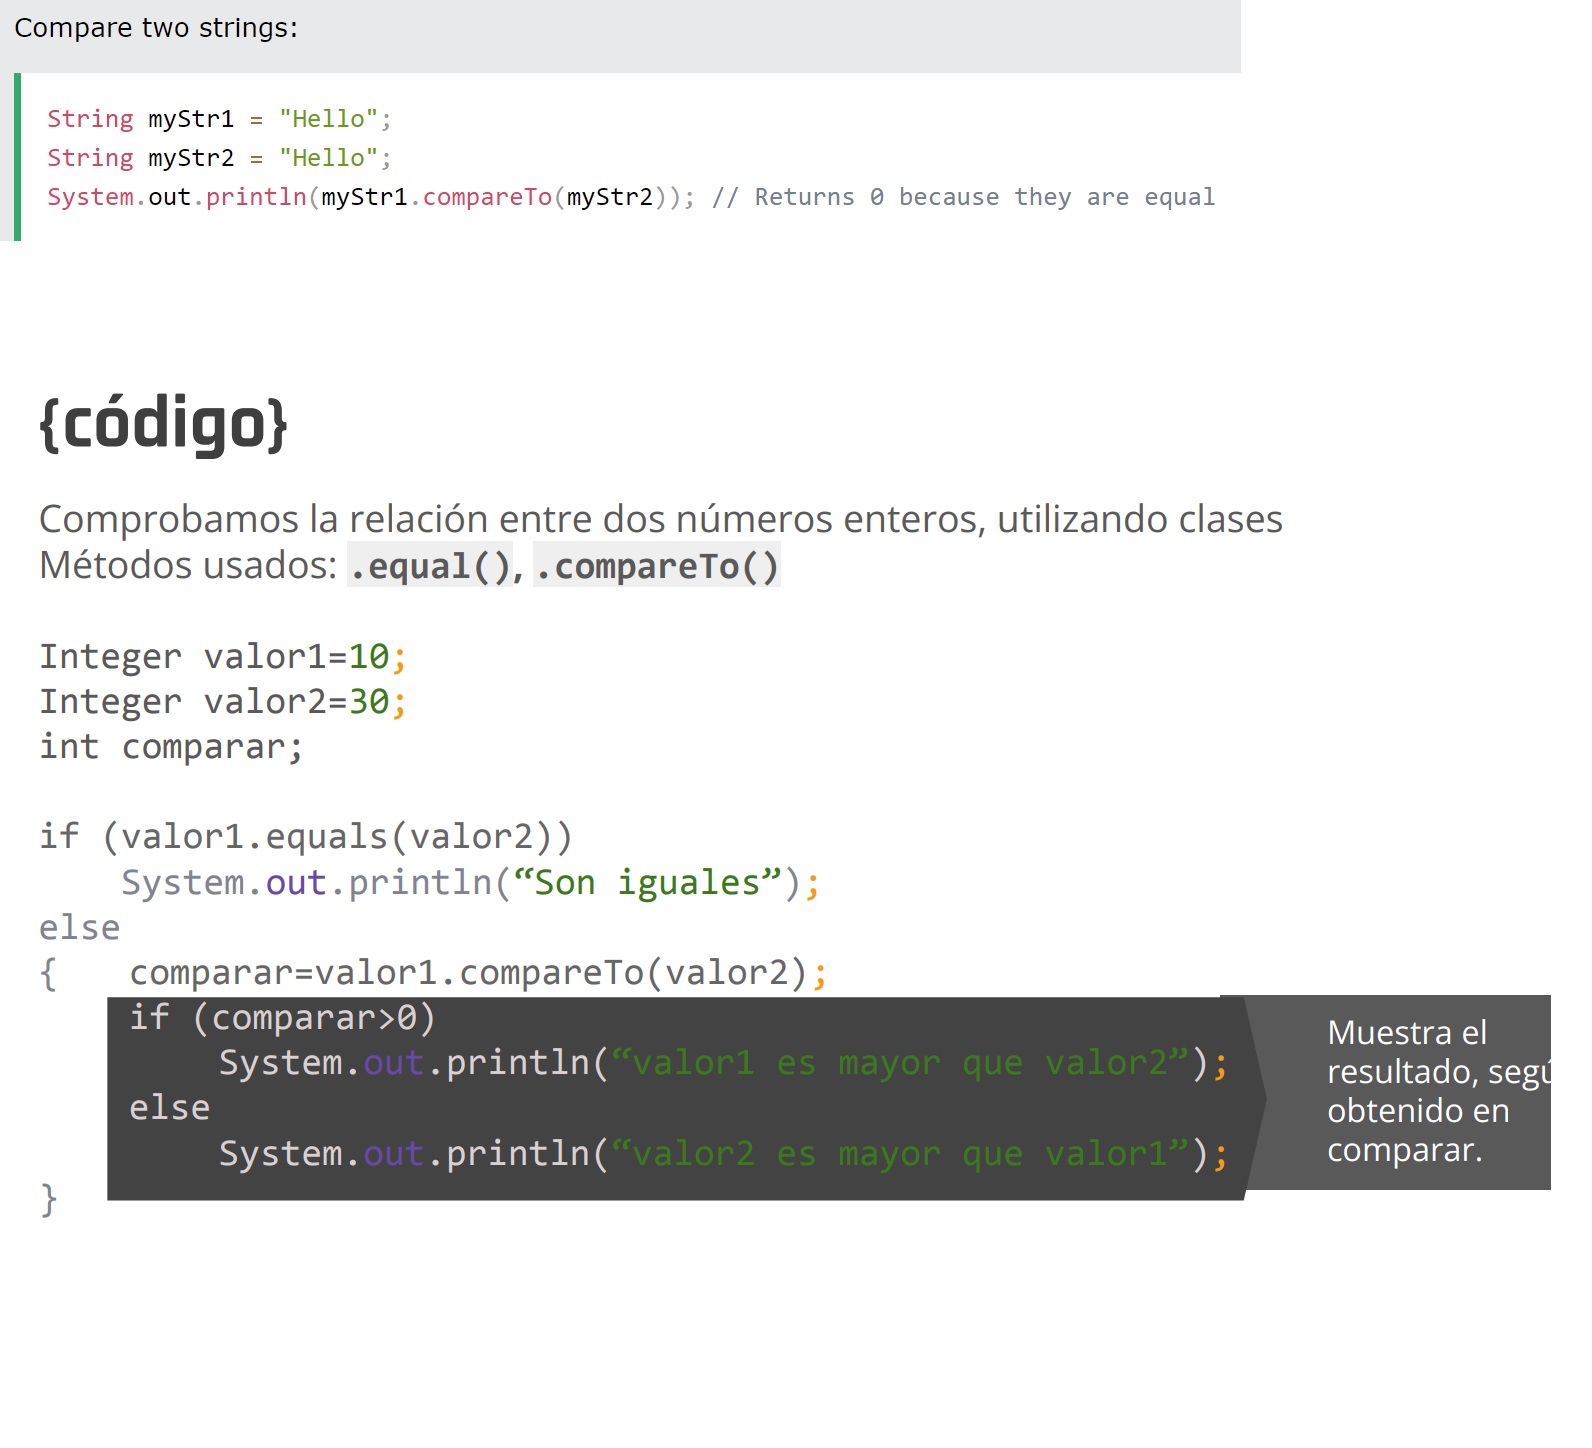 Compare two strings:
String myStr1 = "Hello";
String myStr2 = "Hello";
System.out.println(myStr1.compareTo(myStr2)); // Returns 0 because they are equal
{código}
Comprobamos la relación entre dos números enteros, utilizando clases
Métodos usados: .equal(), .compareTo()
Integer valor1=10;
Integer valor2=30;
int comparar;
if (valor1.equals(valor2))
    System.out.println(“Son iguales”);
else
{    comparar=valor1.compareTo(valor2);
if (comparar>0)
    System.out.println(“valor1 es mayor que valor2”);
else
    System.out.println(“valor2 es mayor que valor1”);
}
Muestra el
resultado, segú
obtenido en
comparar.